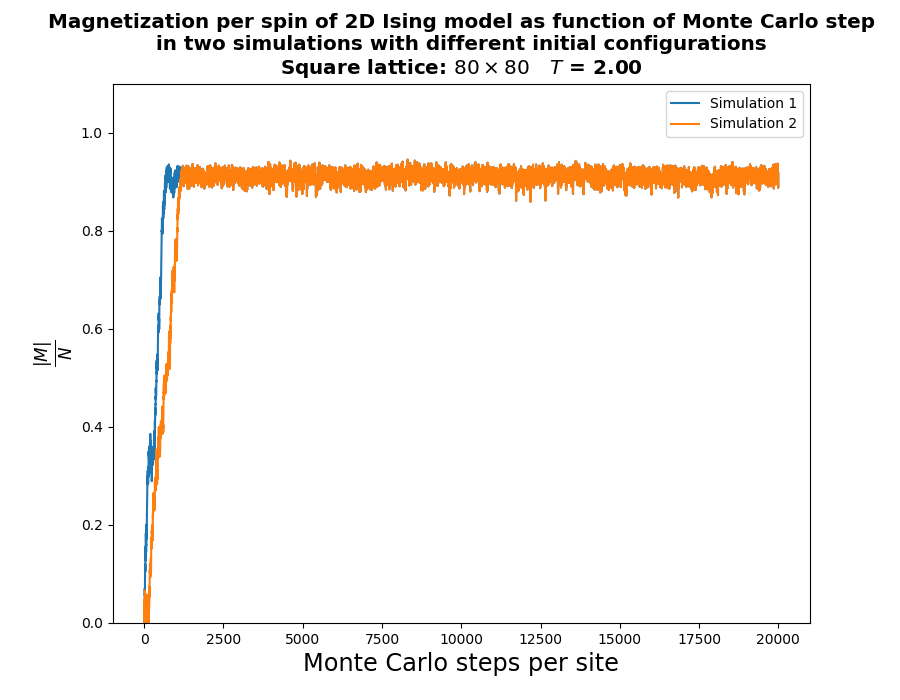 Magnetization per spin of 2D Ising model as function of Monte Carlo step
in two simulations with different initial configurations
Square lattice: 80 × 80 T = 2.00
Simulation 1
Simulation 2
1.0
0.8
0.6
0.4
0.2
0.0
|M|
N
0 2500 5000 7500 10000 12500 15000 17500 20000
Monte Carlo steps per site